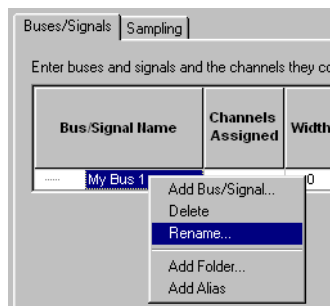 Buses/Signals Sampling
Enter buses and signals and the channels they co
Bus/Signal Name Channels Assigned Width
My Bus 1 0
Add Bus/Signal...
Delete
Rename...
Add Folder...
Add Alias